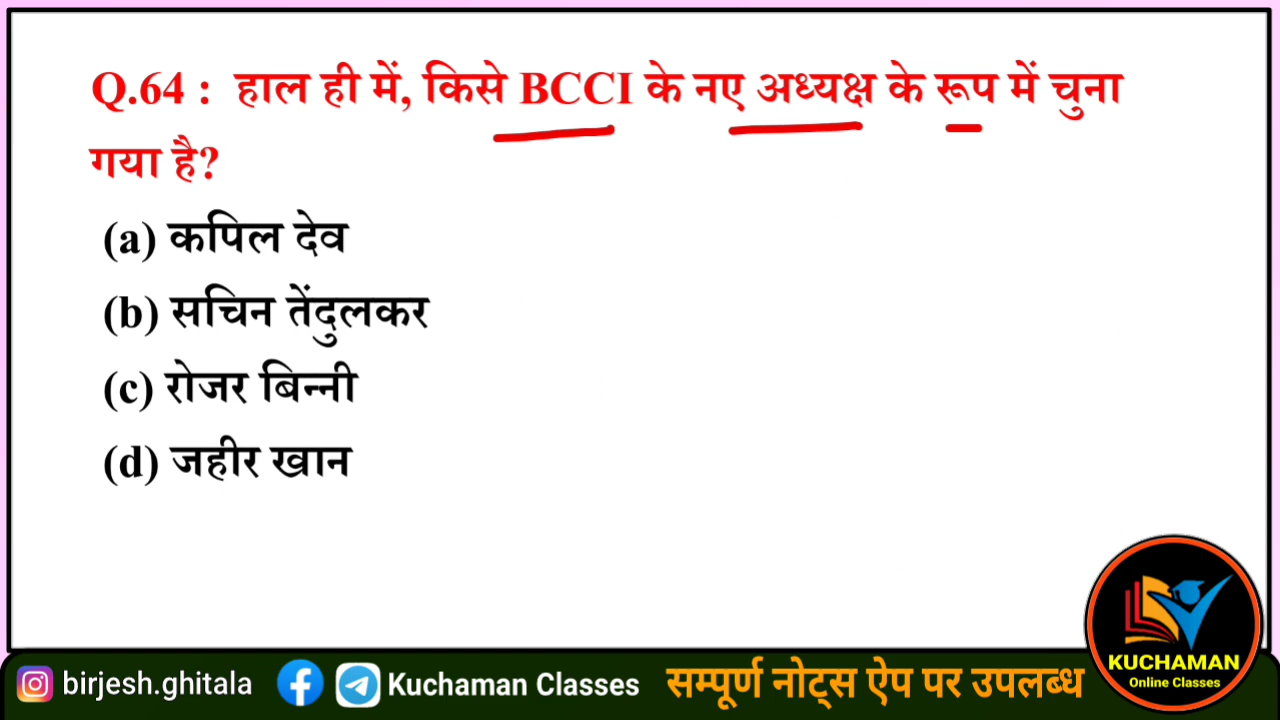 Q.64 : हाल ही में, किसे BCCI के नए अध्यक्ष के रूप में चुना
गया है?
(a) कपिल देव
(b) सचिन तेंदुलकर
(c) रोजर बिन्नी
(d) जहीर खान
KUCHAMAN
Online Classes
birjesh.ghitala Kuchaman Classes सम्पूर्ण नोट्स ऐप पर उपलब्ध